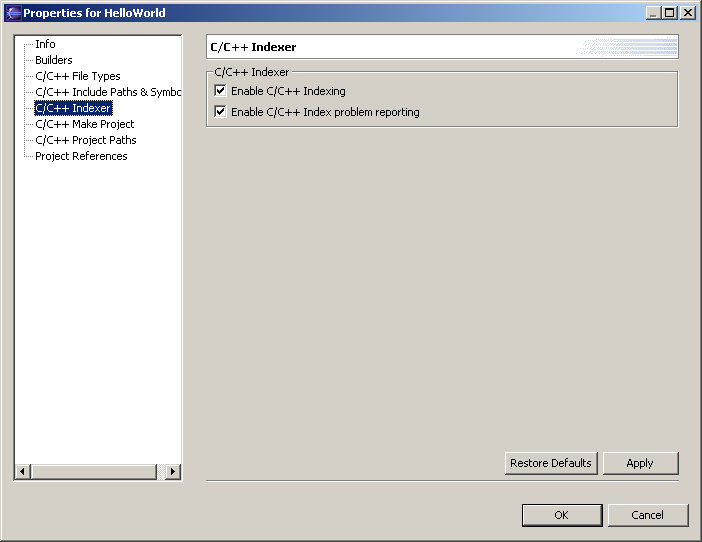 Properties for HelloWorld
Info
Builders
C/C++ File Types
C/C++ Include Paths & Symbo
C/C++ Indexer
C/C++ Make Project
C/C++ Project Paths
Project References
C/C++ Indexer
C/C++ Indexer
Enable C/C++ Indexing
Enable C/C++ Index problem reporting
Restore Defaults
Apply
OK
Cancel